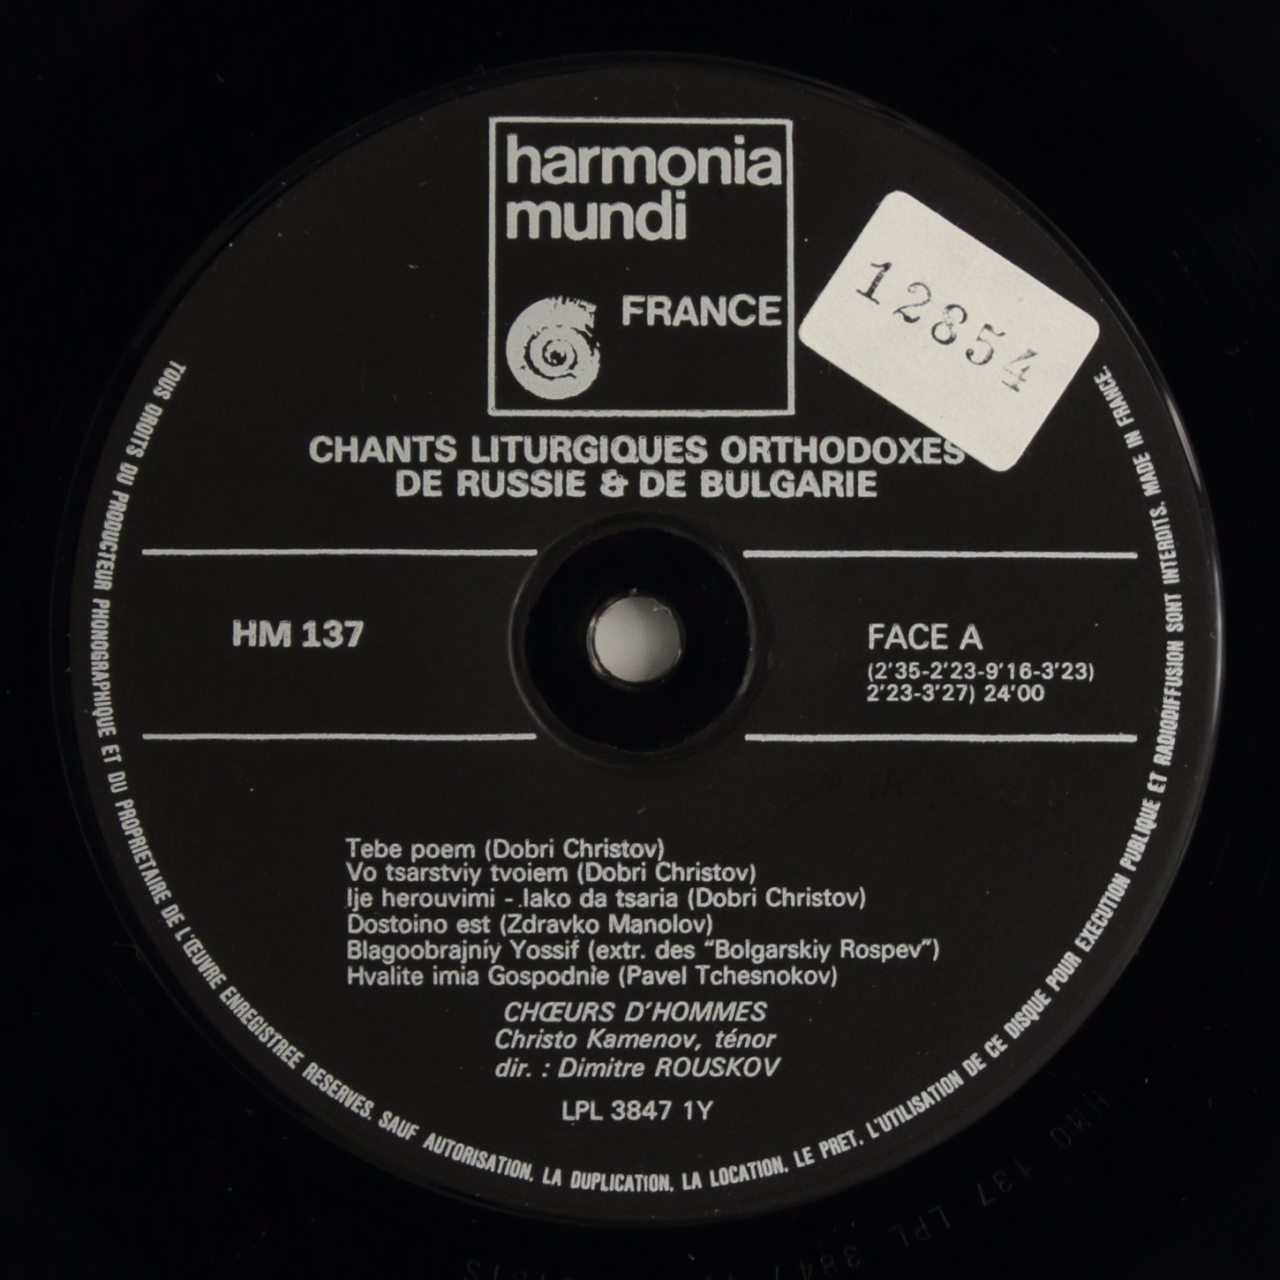 harmonia
mundi
FRANCE
12854
CHANTS LITURGIQUES ORTHODOXES
DE RUSSIE & DE BULGARIE
HM 137
FACE A
(2'35-2'23-9'16-3'23)
2'23-3'27) 24'00
Tebe poem (Dobri Christov)
Vo tsarstviy tvoiem (Dobri Christov)
Ije herouvimi - .Iako da tsaria (Dobri Christov)
Dostoino est (Zdravko Manolov)
Blagoobrajniy Yossif (extr. des “Bolgarskiy Rospev”)
Hvalite imia Gospodnie (Pavel Tchesnokov)
CHŒURS D'HOMMES
Christo Kamenov, ténor
dir. : Dimitre ROUSKOV
LPL 3847 1Y
TOUS DROITS DU PRODUCTEUR PHONOGRAPHIQUE ET DU PROPRIETAIRE DE L'ŒUVRE ENREGISTREE RESERVES. SAUF AUTORISATION, LA DUPLICATION, LA LOCATION, LE PRET, L'UTILISATION DE CE DISQUE POUR EXECUTION PUBLIQUE ET RADIODIFFUSION SONT INTERDITS. MADE IN FRANCE.
HMO 137 LPL 3847